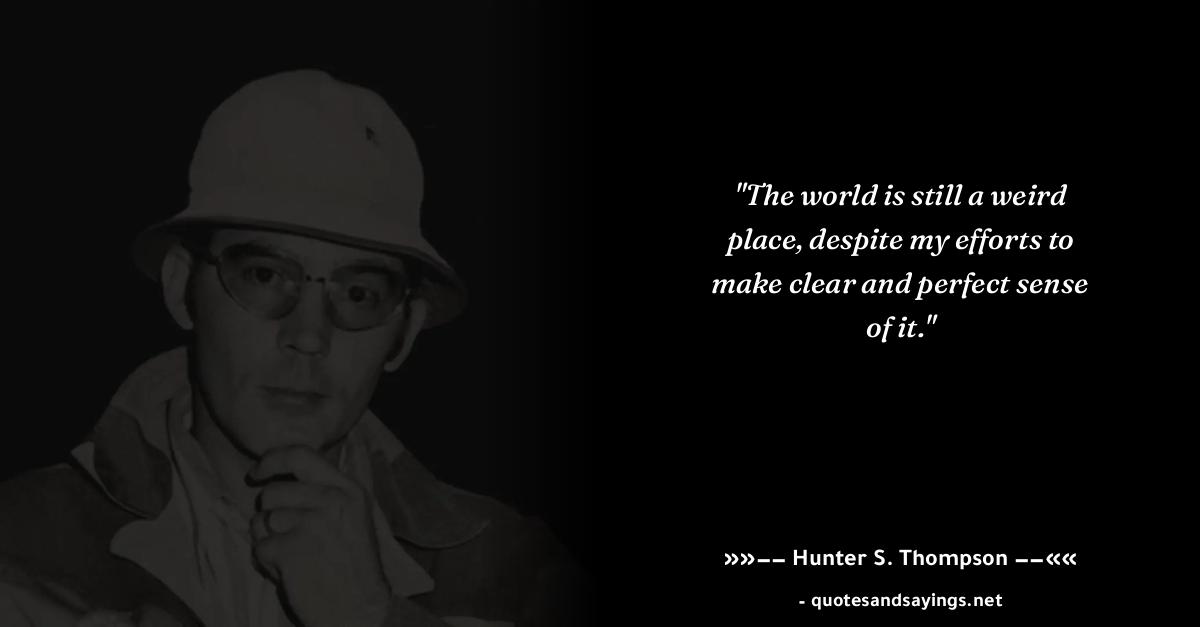 "The world is still a weird
place, despite my efforts to
make clear and perfect sense
of it."
»»–– Hunter S. Thompson ––««
- quotesandsayings.net